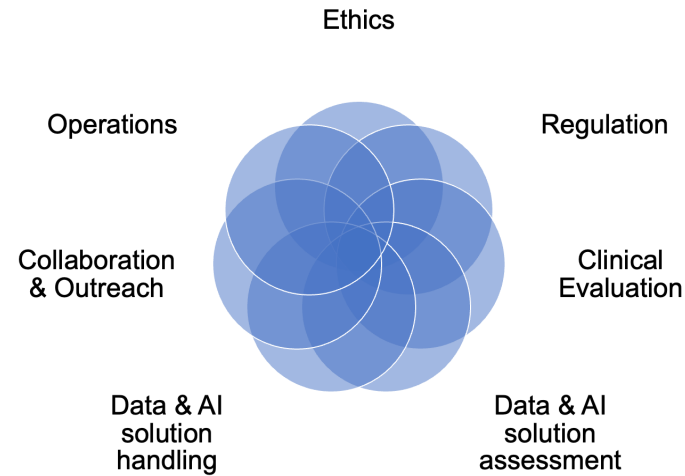 Ethics
Operations
Regulation
Collaboration
& Outreach
Clinical
Evaluation
Data & AI
solution
handling
Data & AI
solution
assessment